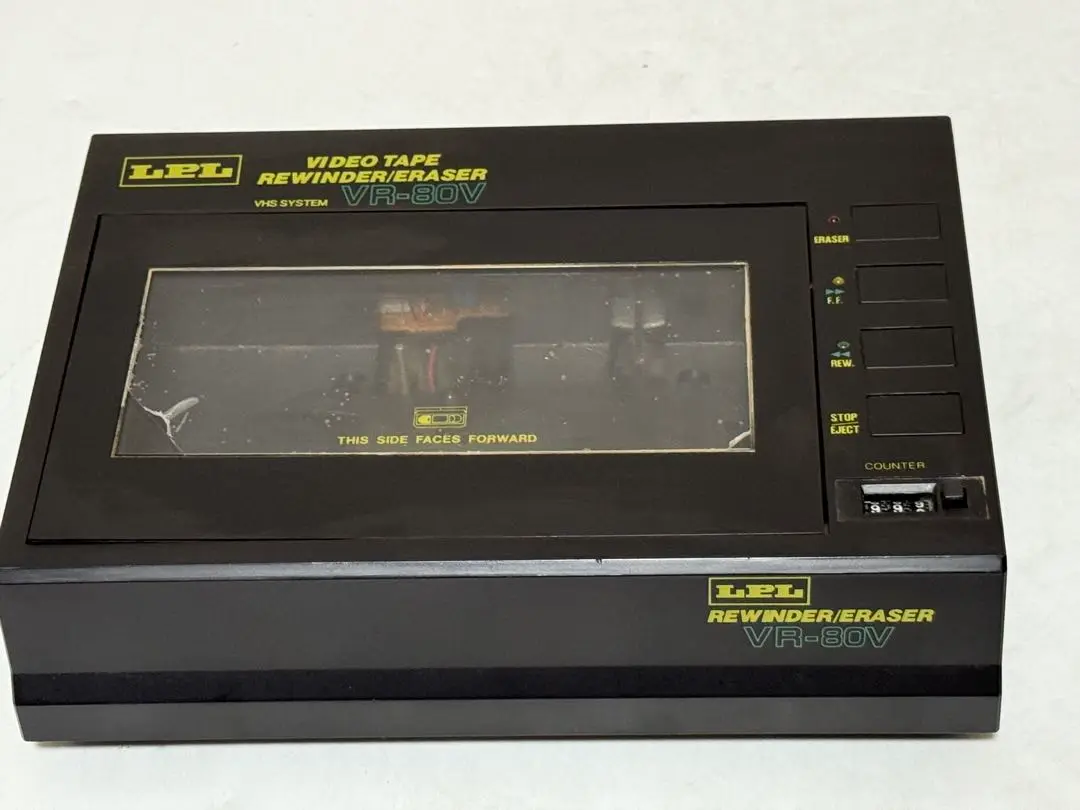 LPL
VIDEO TAPE
REWINDER/ERASER
VHS SYSTEM VR-80V
ERASER
F.F.
REW.
STOP
EJECT
COUNTER
THIS SIDE FACES FORWARD
LPL
REWINDER/ERASER
VR-80V